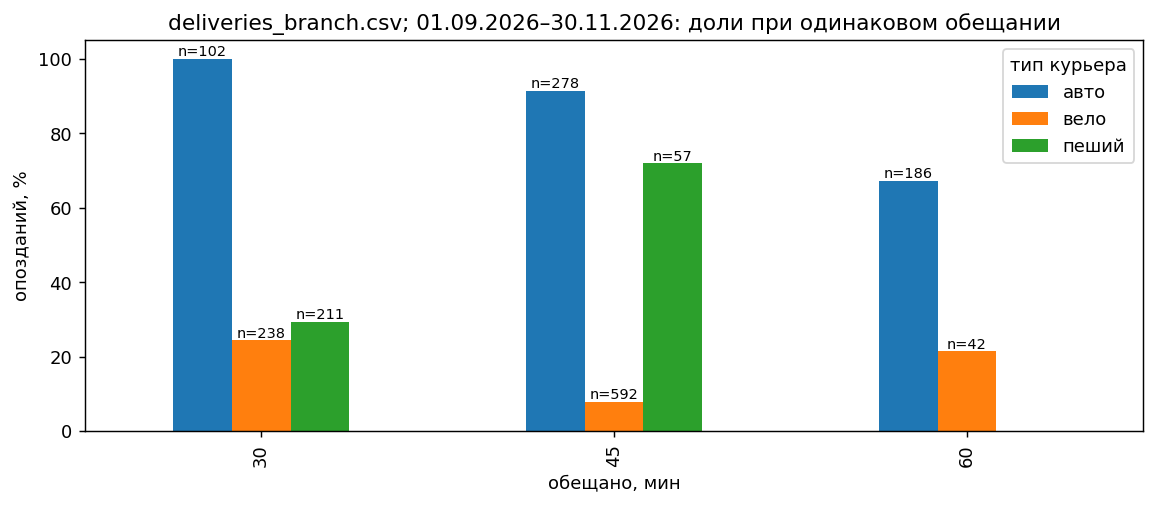 deliveries_branch.csv; 01.09.2026–30.11.2026: доли при одинаковом обещании
опозданий, %
100
80
60
40
20
0
n=102
n=238
n=211
n=278
n=592
n=57
n=186
n=42
тип курьера
авто
вело
пеший
30
45
60
обещано, мин